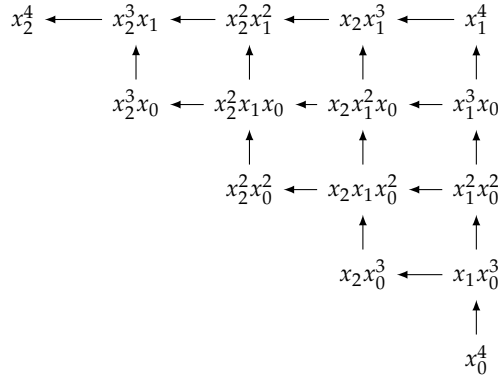 x_2^4 ← x_2^3x_1 ← x_2^2x_1^2 ← x_2x_1^3 ← x_1^4
x_2^3x_0 ← x_2^2x_1x_0 ← x_2x_1^2x_0 ← x_1^3x_0
x_2^2x_0^2 ← x_2x_1x_0^2 ← x_1^2x_0^2
x_2x_0^3 ← x_1x_0^3
x_0^4